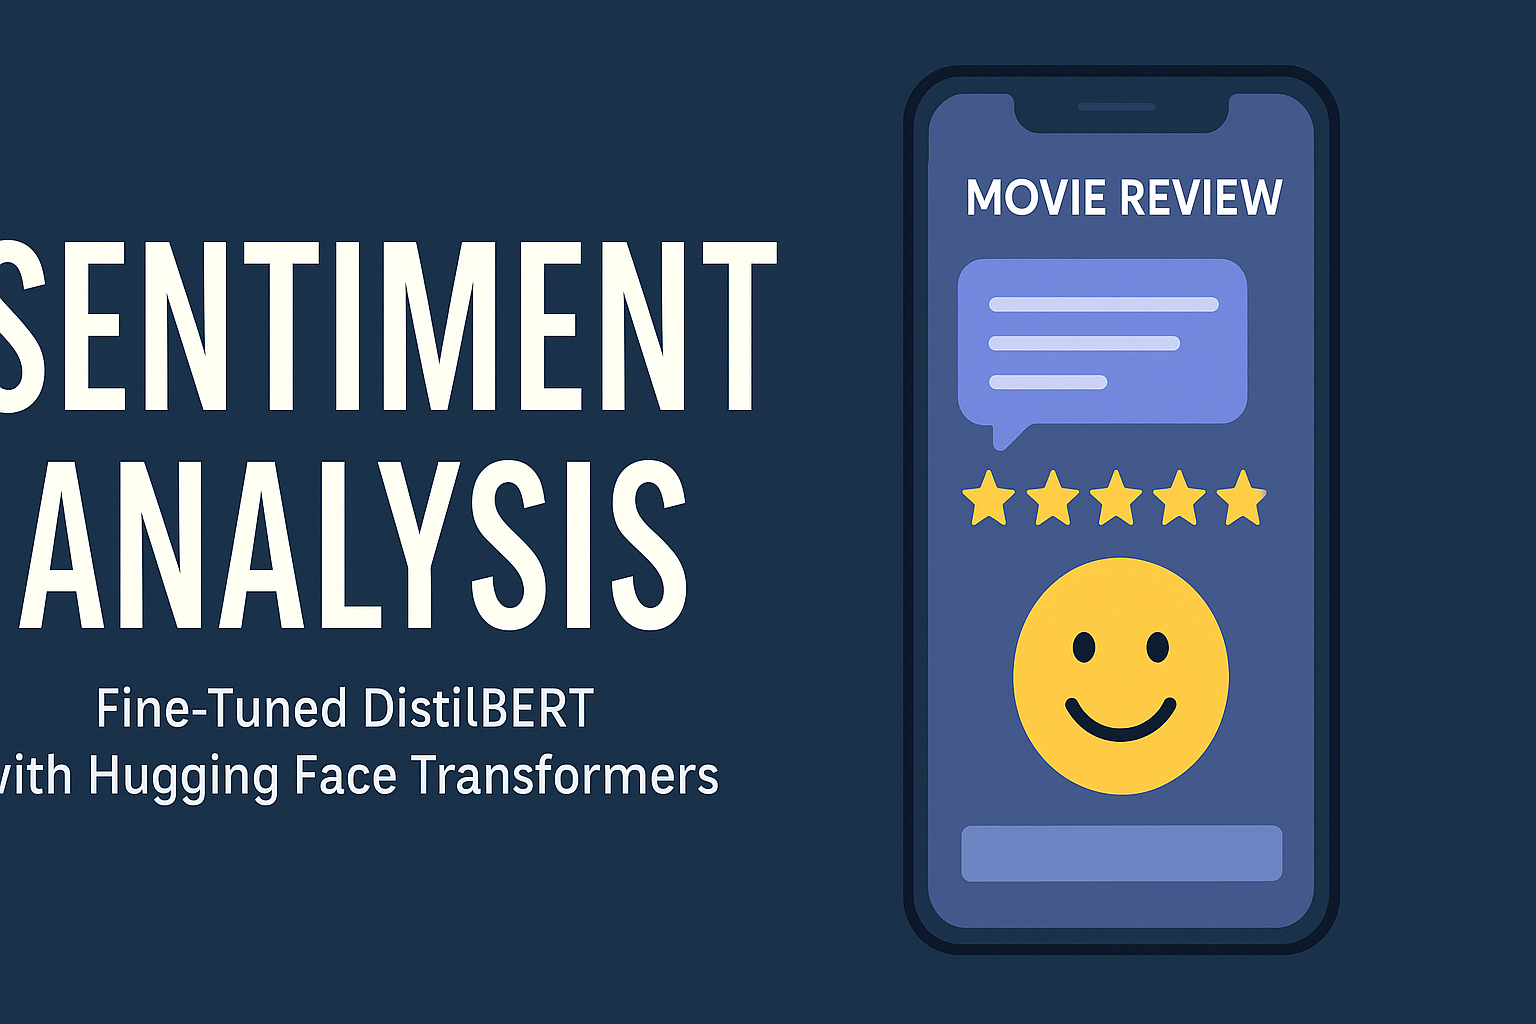 SENTIMENT
ANALYSIS
Fine-Tuned DistilBERT
with Hugging Face Transformers
MOVIE REVIEW